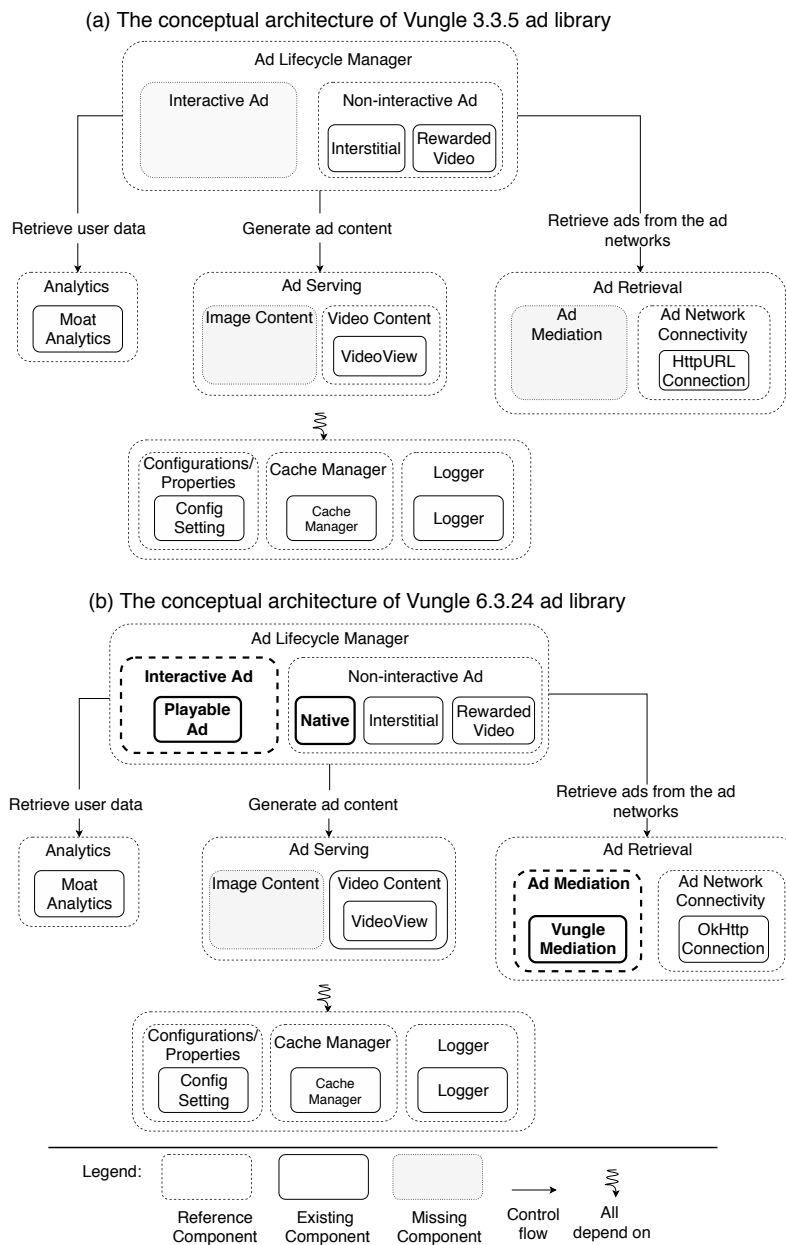 (a) The conceptual architecture of Vungle 3.3.5 ad library
Ad Lifecycle Manager
Interactive Ad
Non-interactive Ad
Interstitial
Rewarded
Video
Retrieve user data
Generate ad content
Retrieve ads from the ad
networks
Analytics
Moat
Analytics
Ad Serving
Image Content
Video Content
VideoView
Ad Retrieval
Ad
Mediation
Ad Network
Connectivity
HttpURL
Connection
Configurations/
Properties
Config
Setting
Cache Manager
Cache
Manager
Logger
Logger
(b) The conceptual architecture of Vungle 6.3.24 ad library
Ad Lifecycle Manager
Interactive Ad
Playable
Ad
Non-interactive Ad
Native
Interstitial
Rewarded
Video
Retrieve user data
Generate ad content
Retrieve ads from the ad
networks
Analytics
Moat
Analytics
Ad Serving
Image Content
Video Content
VideoView
Ad Retrieval
Ad Mediation
Vungle
Mediation
Ad Network
Connectivity
OkHttp
Connection
Configurations/
Properties
Config
Setting
Cache Manager
Cache
Manager
Logger
Logger
Legend:
Reference
Component
Existing
Component
Missing
Component
Control
flow
All
depend on